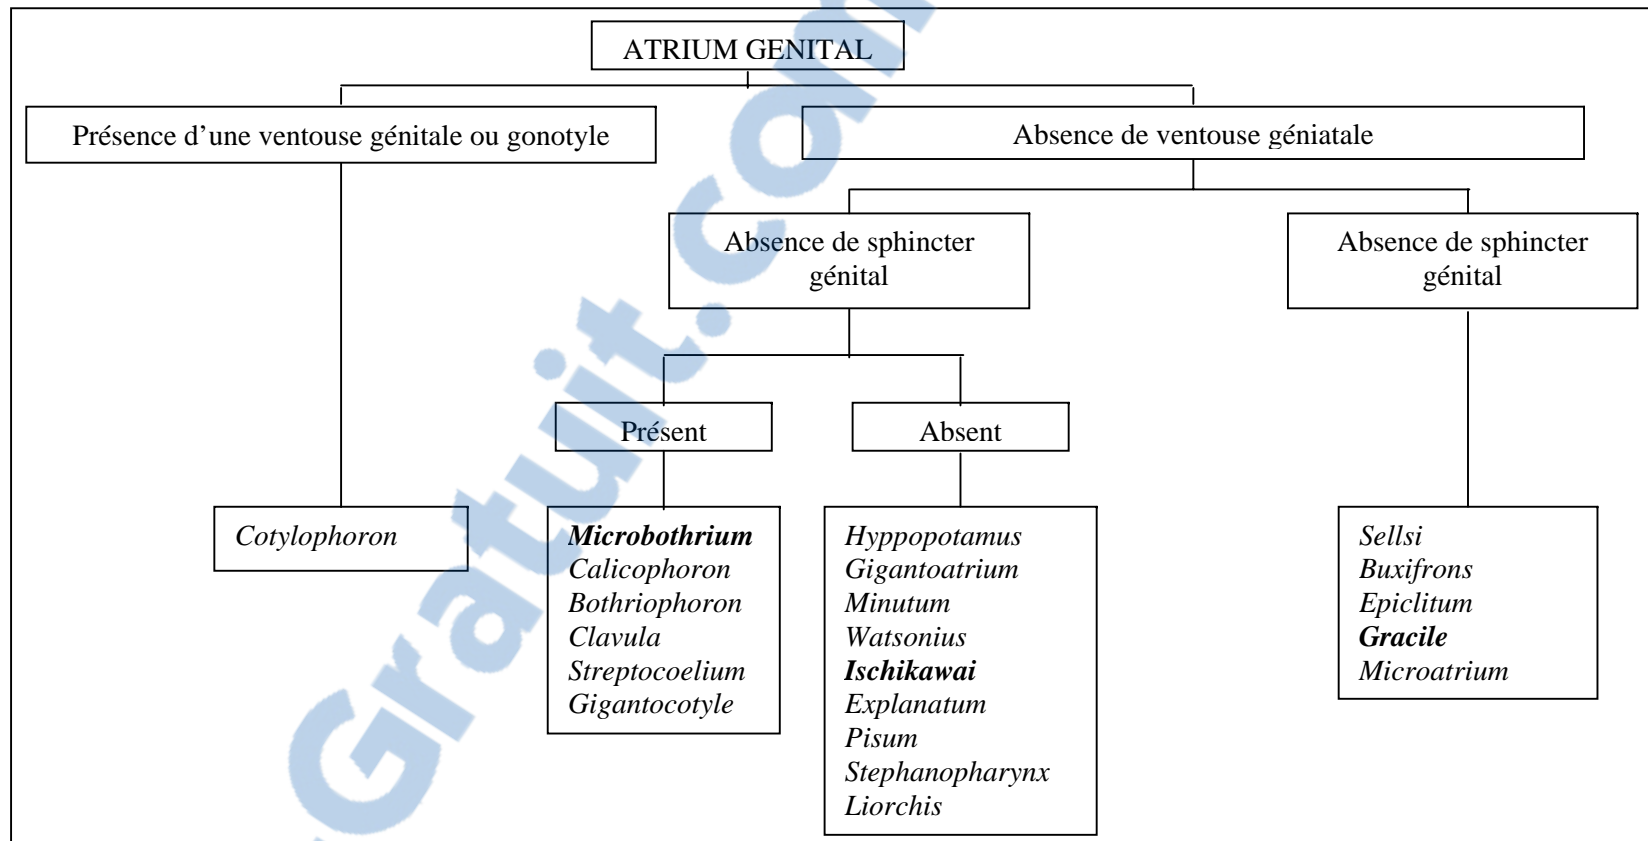 ATRIUM GENITAL
Présence d’une ventouse génitale ou gonotyle
Absence de ventouse géniatale
Absence de sphincter
génital
Absence de sphincter
génital
Présent
Absent
Cotylophoron
Microbothrium
Calicophoron
Bothriophoron
Clavula
Streptocoelium
Gigantocotyle
Hyppopotamus
Gigantoatrium
Minutum
Watsonius
Ischikawai
Explanatum
Pisum
Stephanopharynx
Liorchis
Sellsi
Buxifrons
Epiclitum
Gracile
Microatrium
Gratuit.com